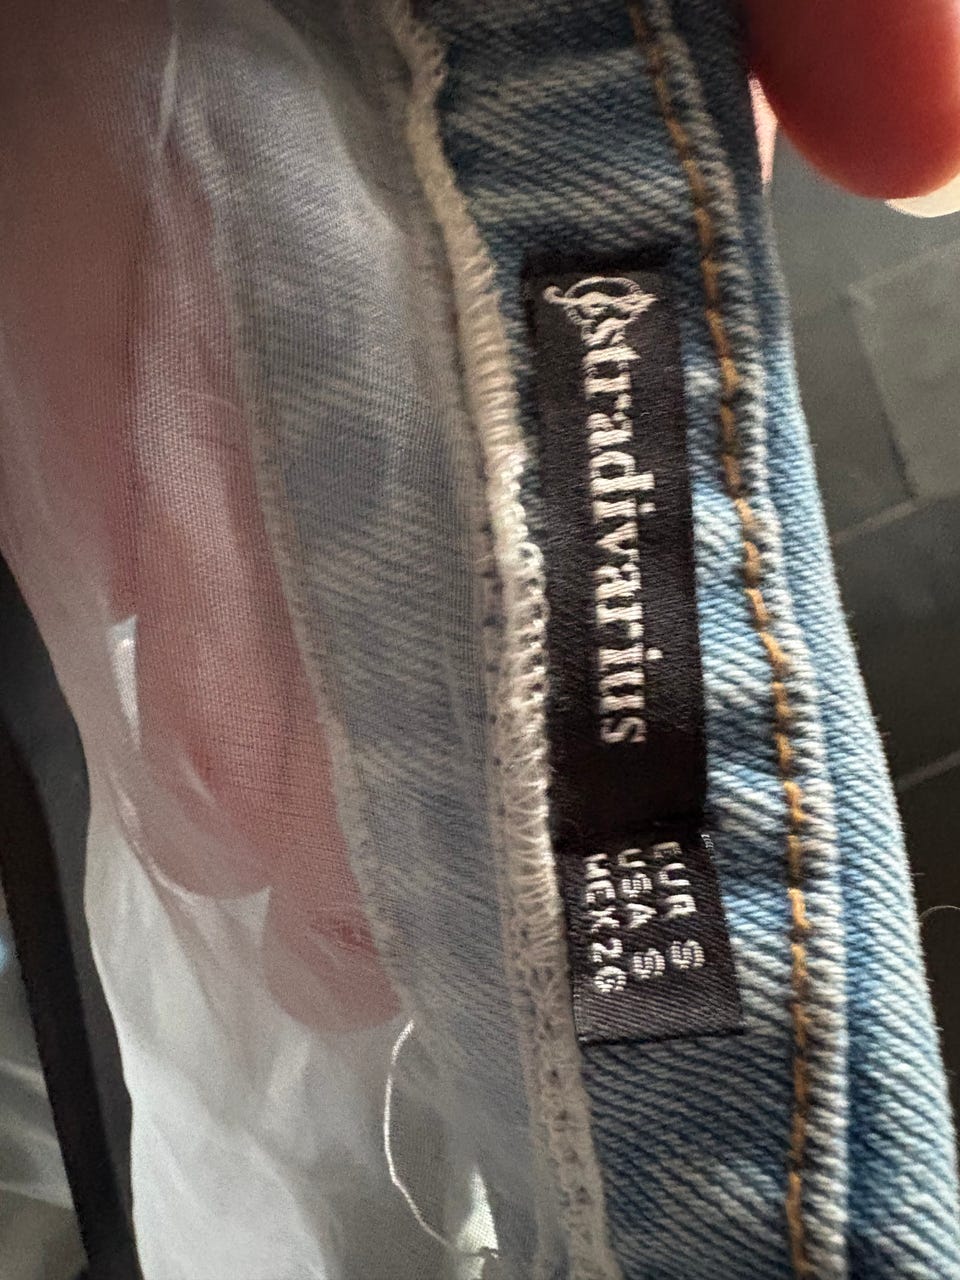 Stradivarius
EUR S
USA S
MEX 26